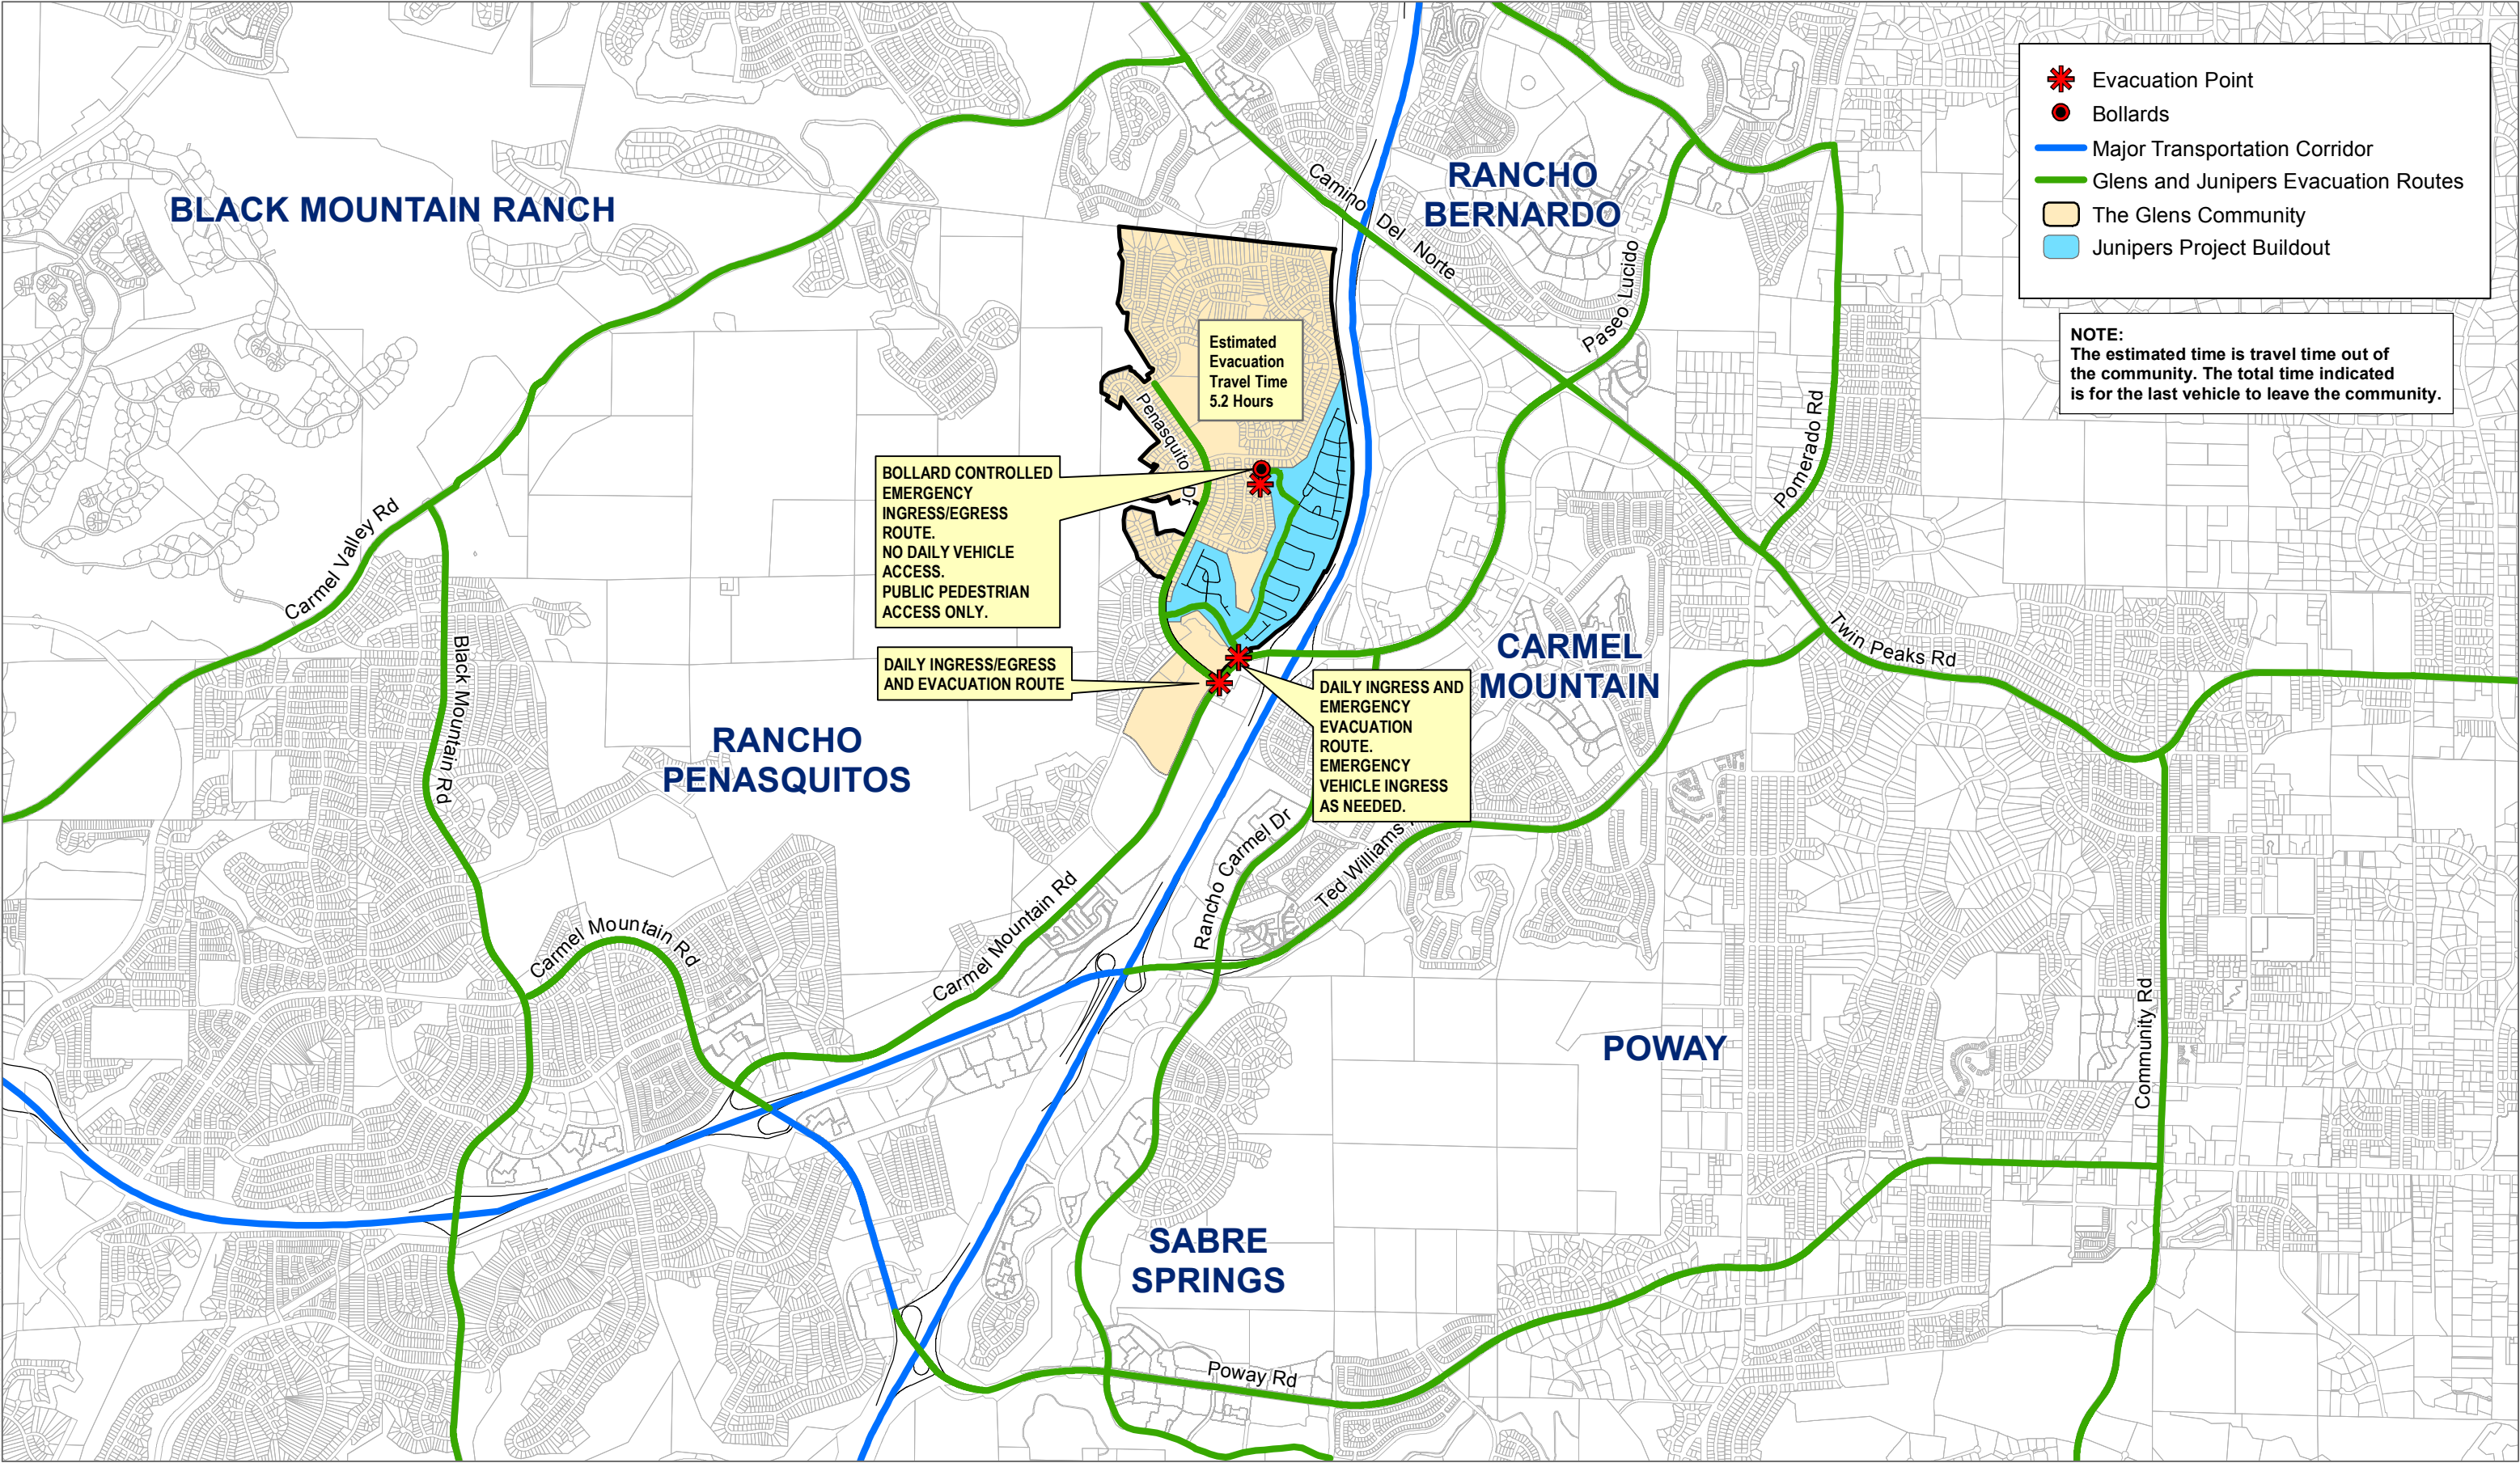 Evacuation Point
Bollards
Major Transportation Corridor
Glens and Junipers Evacuation Routes
The Glens Community
Junipers Project Buildout
NOTE:
The estimated time is travel time out of
the community. The total time indicated
is for the last vehicle to leave the community.
BLACK MOUNTAIN RANCH
RANCHO
BERNARDO
Camino Del Norte
Paseo Lucido
Estimated
Evacuation
Travel Time
5.2 Hours
Penasquito Dr
Pomerado Rd
BOLLARD CONTROLLED
EMERGENCY
INGRESS/EGRESS
ROUTE.
NO DAILY VEHICLE
ACCESS.
PUBLIC PEDESTRIAN
ACCESS ONLY.
Carmel Valley Rd
Black Mountain Rd
DAILY INGRESS/EGRESS
AND EVACUATION ROUTE
CARMEL
MOUNTAIN
Twin Peaks Rd
DAILY INGRESS AND
EMERGENCY
EVACUATION
ROUTE.
EMERGENCY
VEHICLE INGRESS
AS NEEDED.
RANCHO
PENASQUITOS
Rancho Carmel Dr
Ted Williams
Carmel Mountain Rd
Carmel Mountain Rd
POWAY
Community Rd
SABRE
SPRINGS
Poway Rd